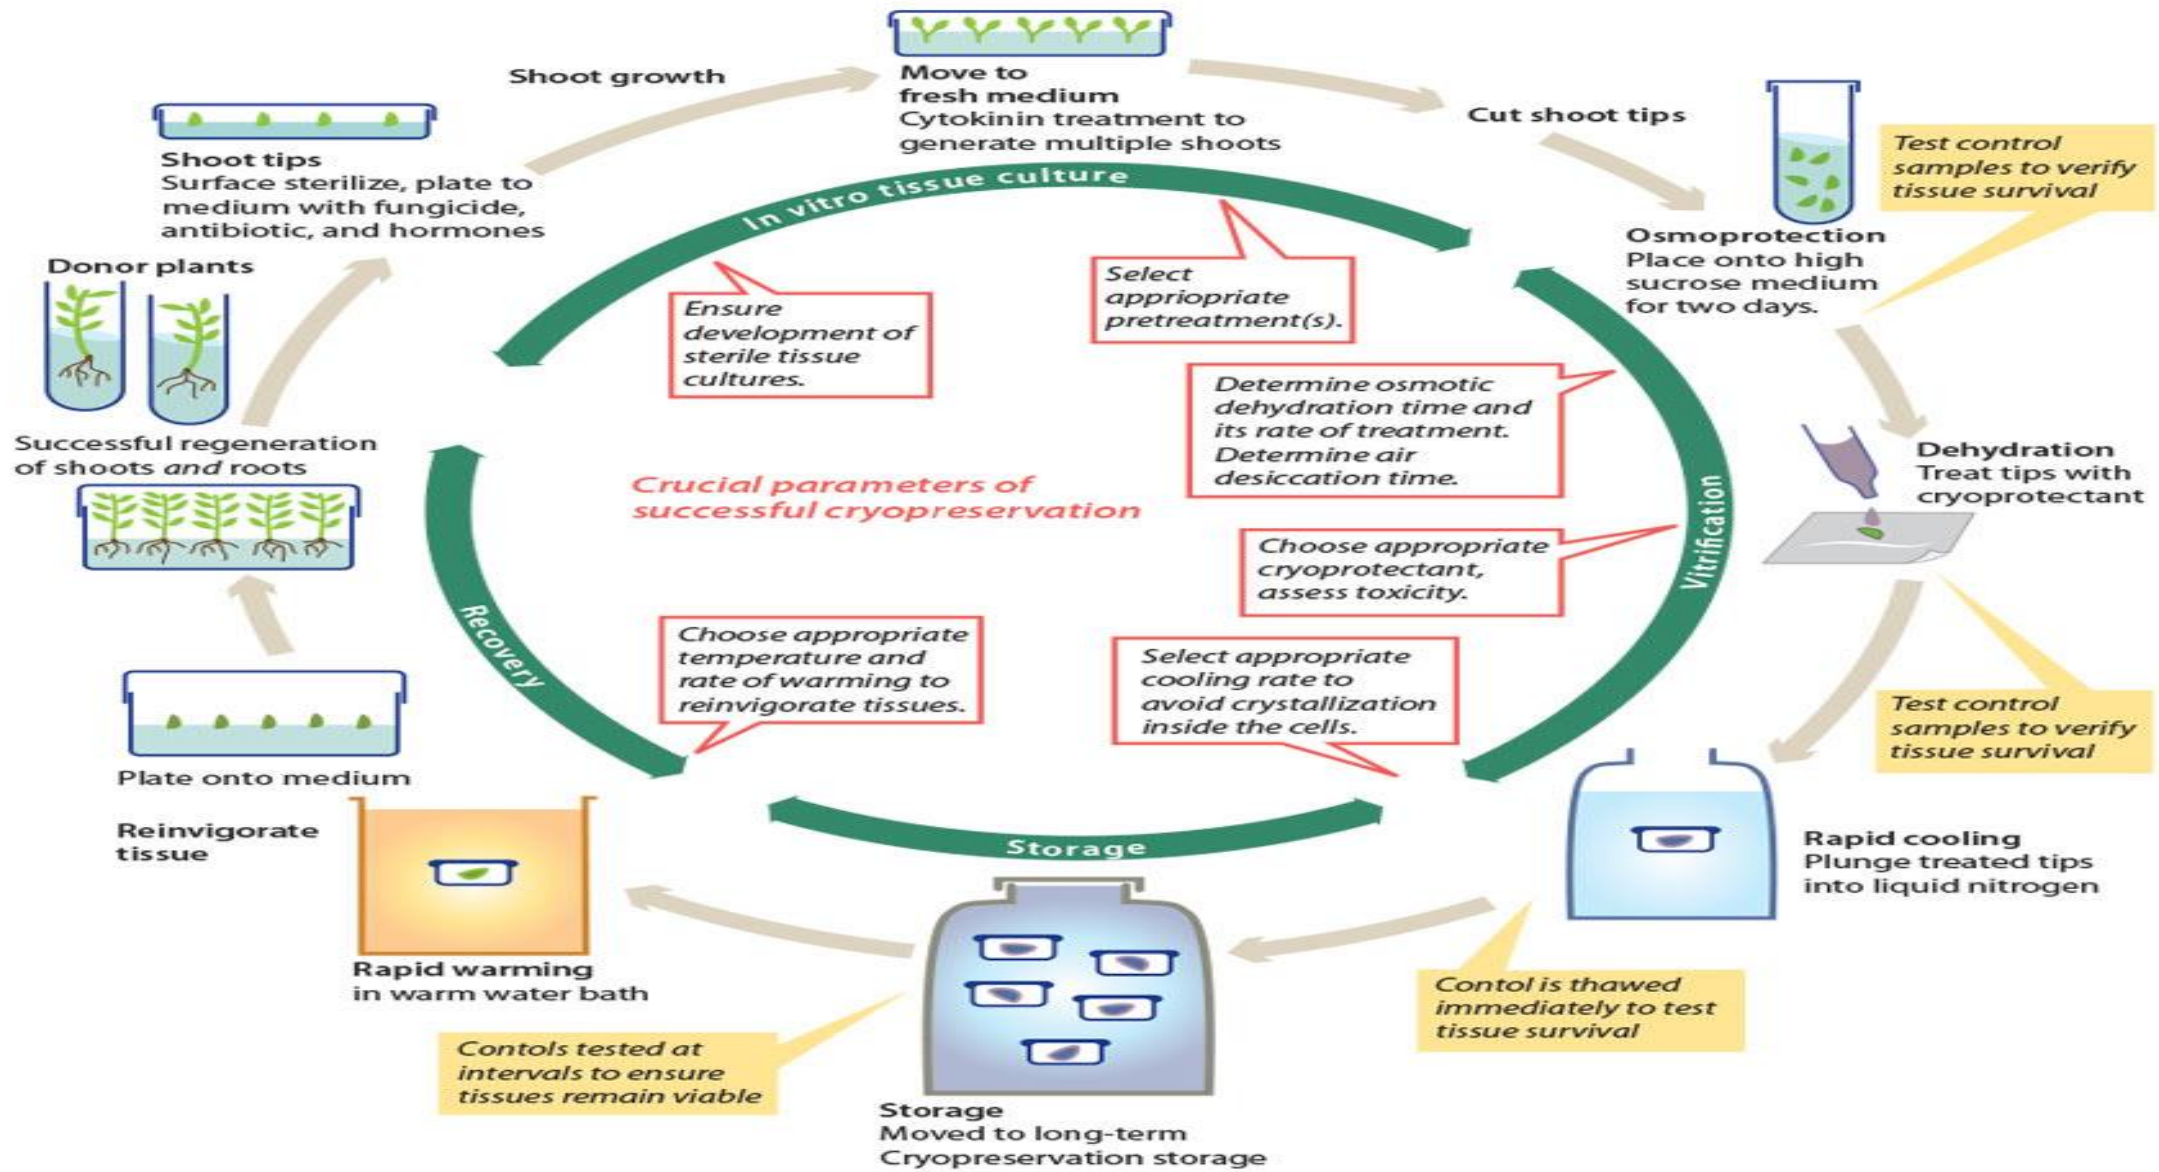 Shoot growth
Move to
fresh medium
Cytokinin treatment to
generate multiple shoots
Cut shoot tips
Shoot tips
Surface sterilize, plate to
medium with fungicide,
antibiotic, and hormones
Test control
samples to verify
tissue survival
In vitro tissue culture
Osmoprotection
Place onto high
sucrose medium
for two days.
Donor plants
Select
appriopriate
pretreatment(s).
Ensure
development of
sterile tissue
cultures.
Determine osmotic
dehydration time and
its rate of treatment.
Determine air
desiccation time.
Successful regeneration
of shoots and roots
Dehydration
Treat tips with
cryoprotectant
Crucial parameters of
successful cryopreservation
Vitrification
Choose appropriate
cryoprotectant,
assess toxicity.
Recovery
Choose appropriate
temperature and
rate of warming to
reinvigorate tissues.
Select appropriate
cooling rate to
avoid crystallization
inside the cells.
Test control
samples to verify
tissue survival
Plate onto medium
Reinvigorate
tissue
Storage
Rapid cooling
Plunge treated tips
into liquid nitrogen
Rapid warming
in warm water bath
Contol is thawed
immediately to test
tissue survival
Contols tested at
intervals to ensure
tissues remain viable
Storage
Moved to long-term
Cryopreservation storage